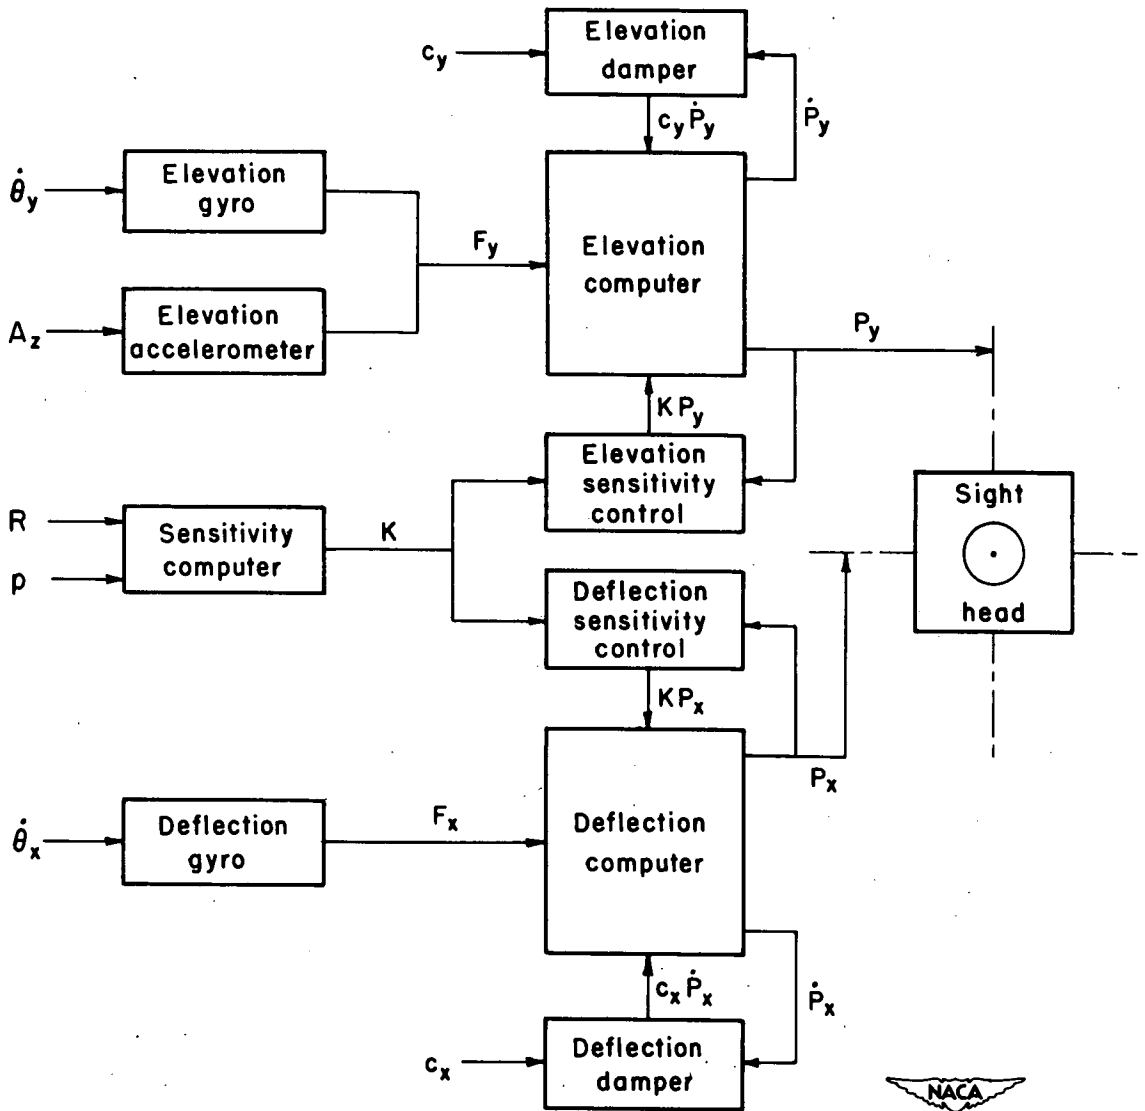 Elevation
damper
c_y
c_y Ṗ_y
Ṗ_y
Elevation
gyro
θ̇_y
F_y
Elevation
computer
A_z
Elevation
accelerometer
P_y
K P_y
Elevation
sensitivity
control
Sight
head
R
p
Sensitivity
computer
K
Deflection
sensitivity
control
K P_x
P_x
θ̇_x
Deflection
gyro
F_x
Deflection
computer
c_x Ṗ_x
Ṗ_x
c_x
Deflection
damper
NACA